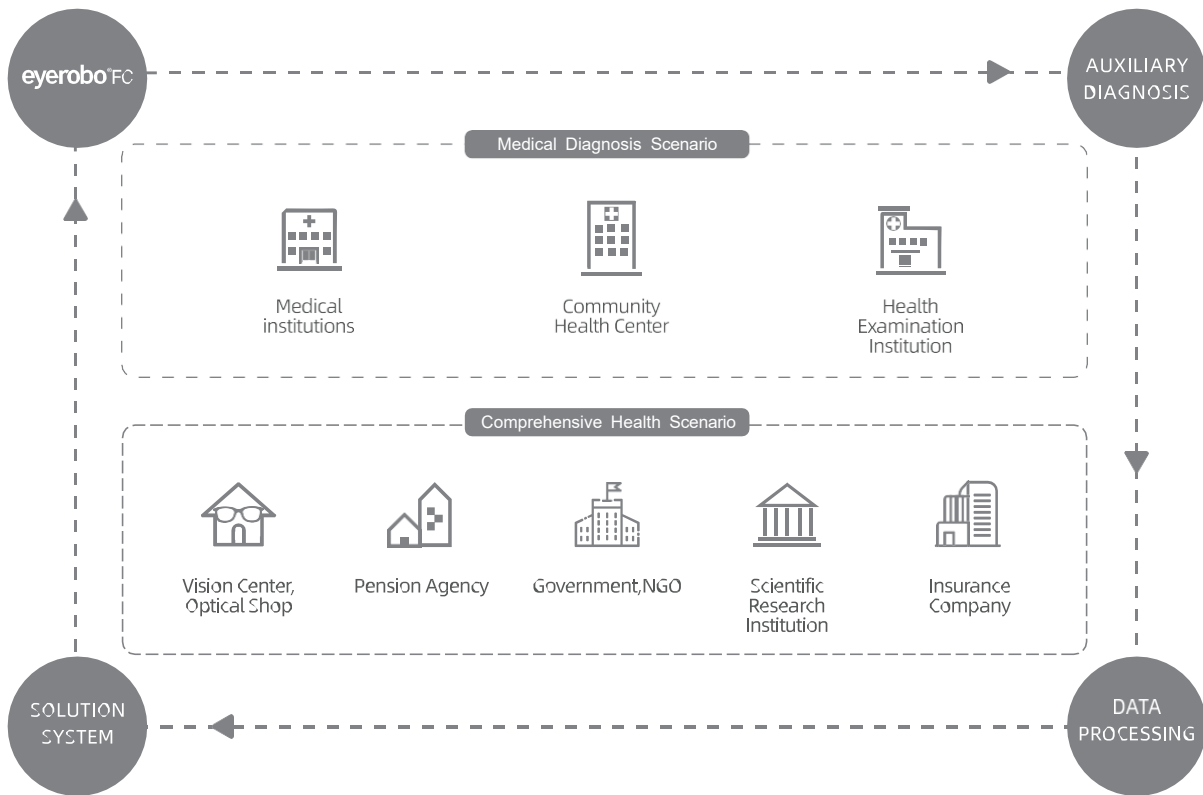 eyerobo®FC
AUXILIARY
DIAGNOSIS
Medical Diagnosis Scenario
Medical
institutions
Community
Health Center
Health
Examination
Institution
Comprehensive Health Scenario
Vision Center,
Optical Shop
Pension Agency
Government,NGO
Scientific
Research
Institution
Insurance
Company
SOLUTION
SYSTEM
DATA
PROCESSING